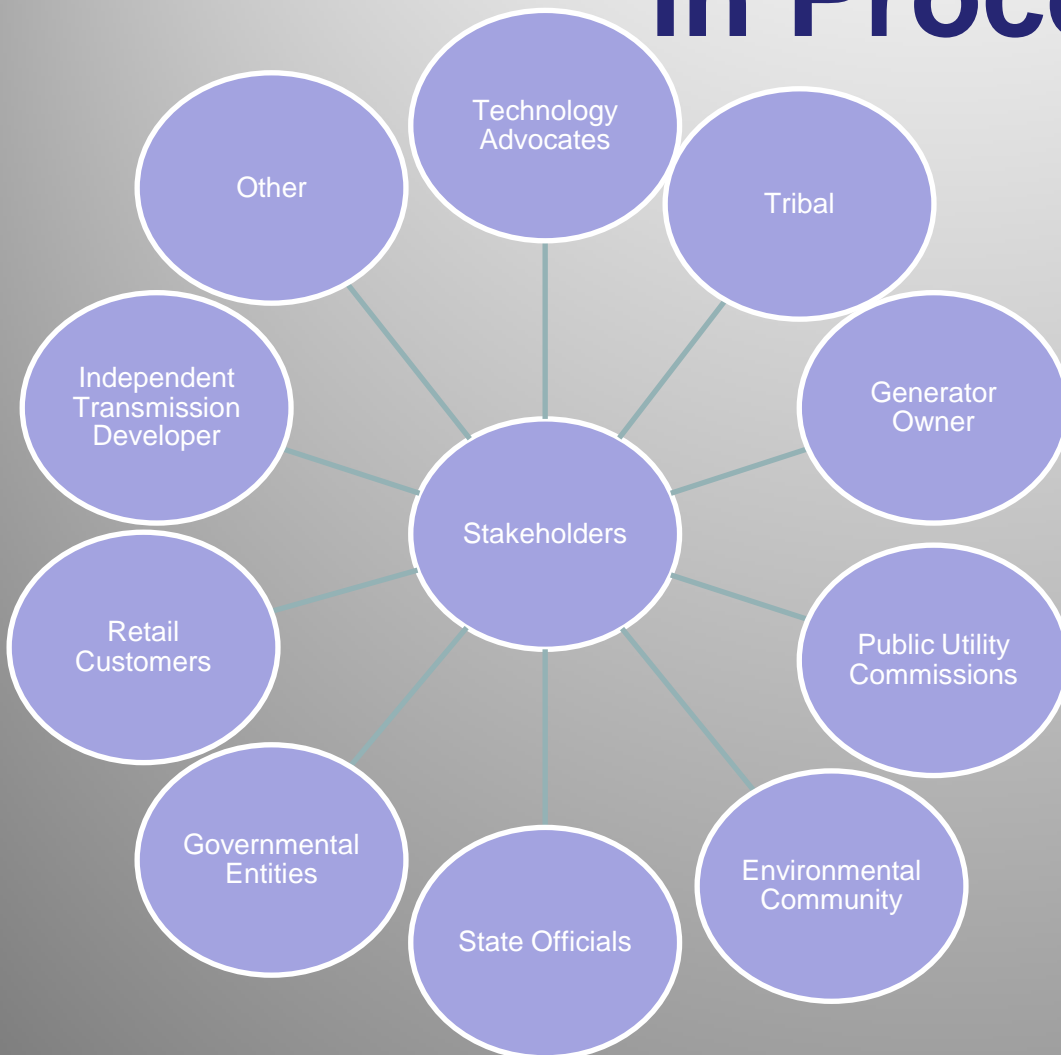 in
Technology
Advocates
Other
Tribal
Independent
Transmission
Developer
Generator
Owner
Stakeholders
Retail
Customers
Public Utility
Commissions
Governmental
Entities
Environmental
Community
State Officials